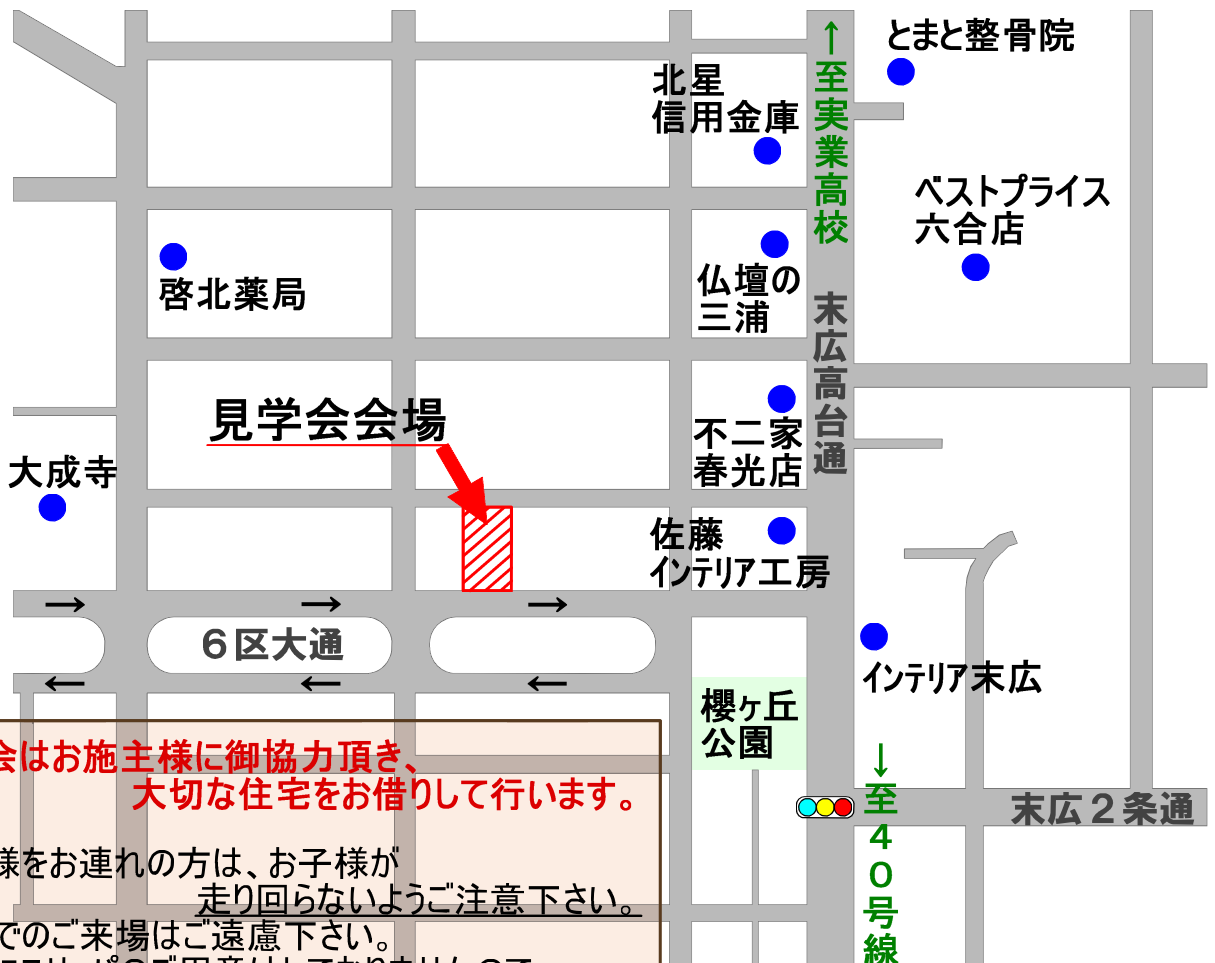 とまと整骨院
↑至実業高校
北星
信用金庫
ベストプライス
六合店
啓北薬局
仏壇の
三浦
末広高台通
見学会会場
不二家
春光店
大成寺
佐藤
インテリア工房
→ → →
６区大通
← ← ←
インテリア末広
櫻ヶ丘
公園
↓至４０号線
末広２条通
会はお施主様に御協力頂き、
大切な住宅をお借りして行います。
様をお連れの方は、お子様が
走り回らないようご注意下さい。
でのご来場はご遠慮下さい。